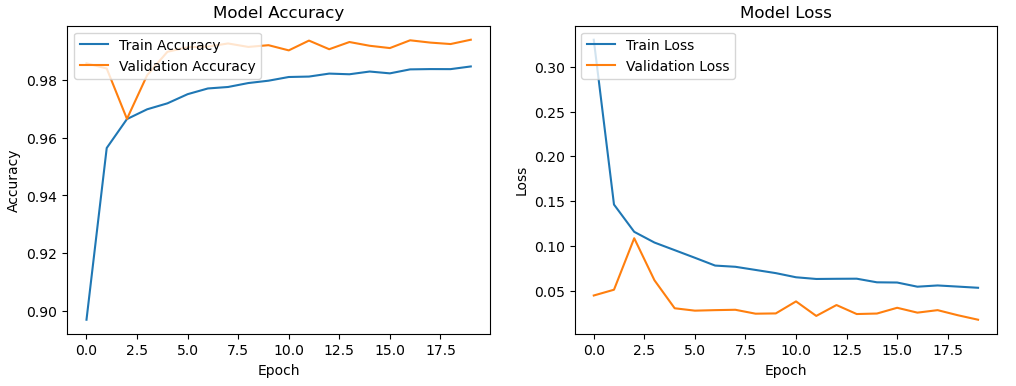 Model Accuracy
Train Accuracy
Validation Accuracy
0.98
0.96
0.94
0.92
0.90
Accuracy
0.0 2.5 5.0 7.5 10.0 12.5 15.0 17.5
Epoch
Model Loss
Train Loss
Validation Loss
0.30
0.25
0.20
0.15
0.10
0.05
Loss
0.0 2.5 5.0 7.5 10.0 12.5 15.0 17.5
Epoch